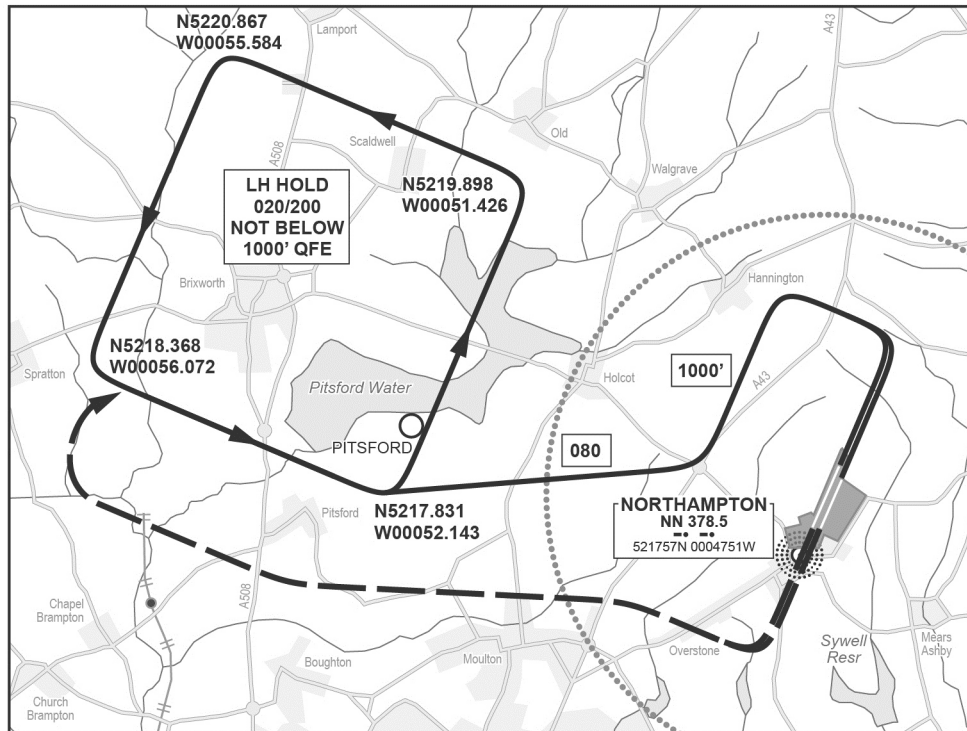 N5220.867
W00055.584
Lamport
A43
Old
Scaldwell
A508
Walgrave
LH HOLD
020/200
NOT BELOW
1000' QFE
N5219.898
W00051.426
Brixworth
Hannington
N5218.368
W00056.072
Spratton
Pitsford Water
Holcot
1000'
A43
PITSFORD
080
Pitsford
N5217.831
W00052.143
NORTHAMPTON
NN 378.5
521757N 0004751W
A508
Chapel
Brampton
Boughton
Moulton
Overstone
Sywell
Resr
Mears
Ashby
Church
Brampton